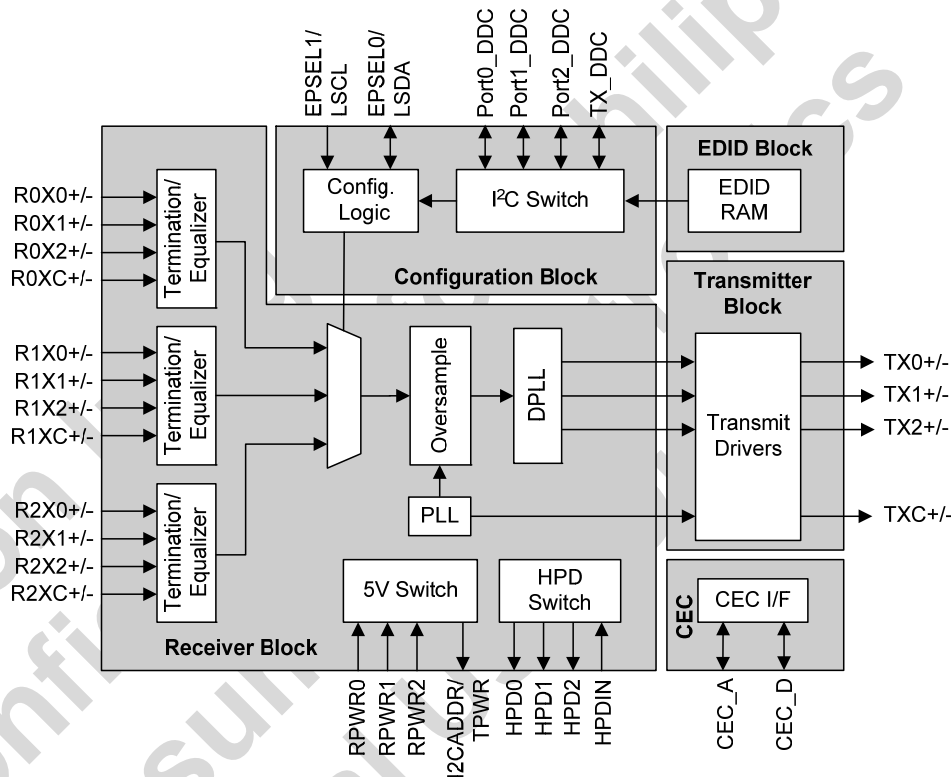 EPSEL1/
LSCL
EPSEL0/
LSDA
Port0_DDC
Port1_DDC
Port2_DDC
TX_DDC
R0X0+/-
R0X1+/-
R0X2+/-
R0XC+/-
Termination/
Equalizer
Config.
Logic
I²C Switch
Configuration Block
EDID Block
EDID
RAM
R1X0+/-
R1X1+/-
R1X2+/-
R1XC+/-
Termination/
Equalizer
Oversample
DPLL
PLL
Transmitter
Block
Transmit
Drivers
TX0+/-
TX1+/-
TX2+/-
TXC+/-
R2X0+/-
R2X1+/-
R2X2+/-
R2XC+/-
Termination/
Equalizer
5V Switch
HPD
Switch
Receiver Block
CEC
CEC I/F
RPWR0
RPWR1
RPWR2
I2CADDR/
TPWR
HPD0
HPD1
HPD2
HPDIN
CEC_A
CEC_D